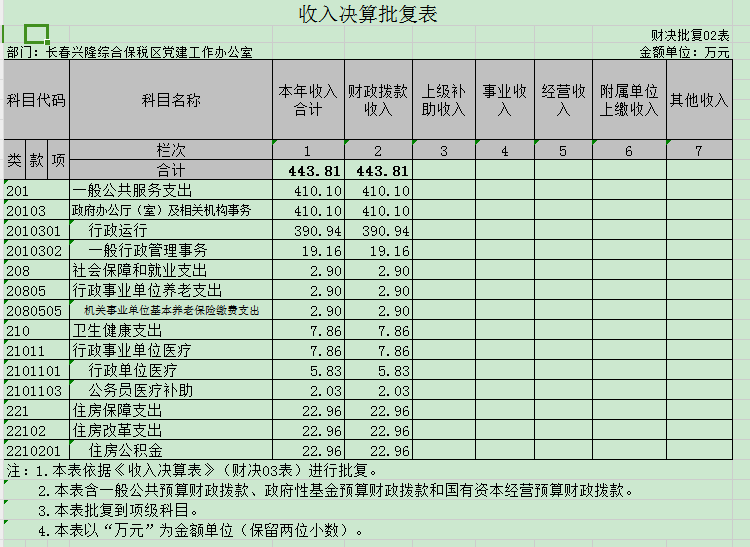 收入决算批复表
财决批复02表
部门：长春兴隆综合保税区党建工作办公室 金额单位：万元
科目代码 科目名称 本年收入合计 财政拨款收入 上级补助收入 事业收入 经营收入 附属单位上缴收入 其他收入
类 款 项 栏次 1 2 3 4 5 6 7
合计 443.81 443.81
201 一般公共服务支出 410.10 410.10
20103 政府办公厅（室）及相关机构事务 410.10 410.10
2010301 行政运行 390.94 390.94
2010302 一般行政管理事务 19.16 19.16
208 社会保障和就业支出 2.90 2.90
20805 行政事业单位养老支出 2.90 2.90
2080505 机关事业单位基本养老保险缴费支出 2.90 2.90
210 卫生健康支出 7.86 7.86
21011 行政事业单位医疗 7.86 7.86
2101101 行政单位医疗 5.83 5.83
2101103 公务员医疗补助 2.03 2.03
221 住房保障支出 22.96 22.96
22102 住房改革支出 22.96 22.96
2210201 住房公积金 22.96 22.96
注：1.本表依据《收入决算表》（财决03表）进行批复。
2.本表含一般公共预算财政拨款、政府性基金预算财政拨款和国有资本经营预算财政拨款。
3.本表批复到项级科目。
4.本表以“万元”为金额单位（保留两位小数）。